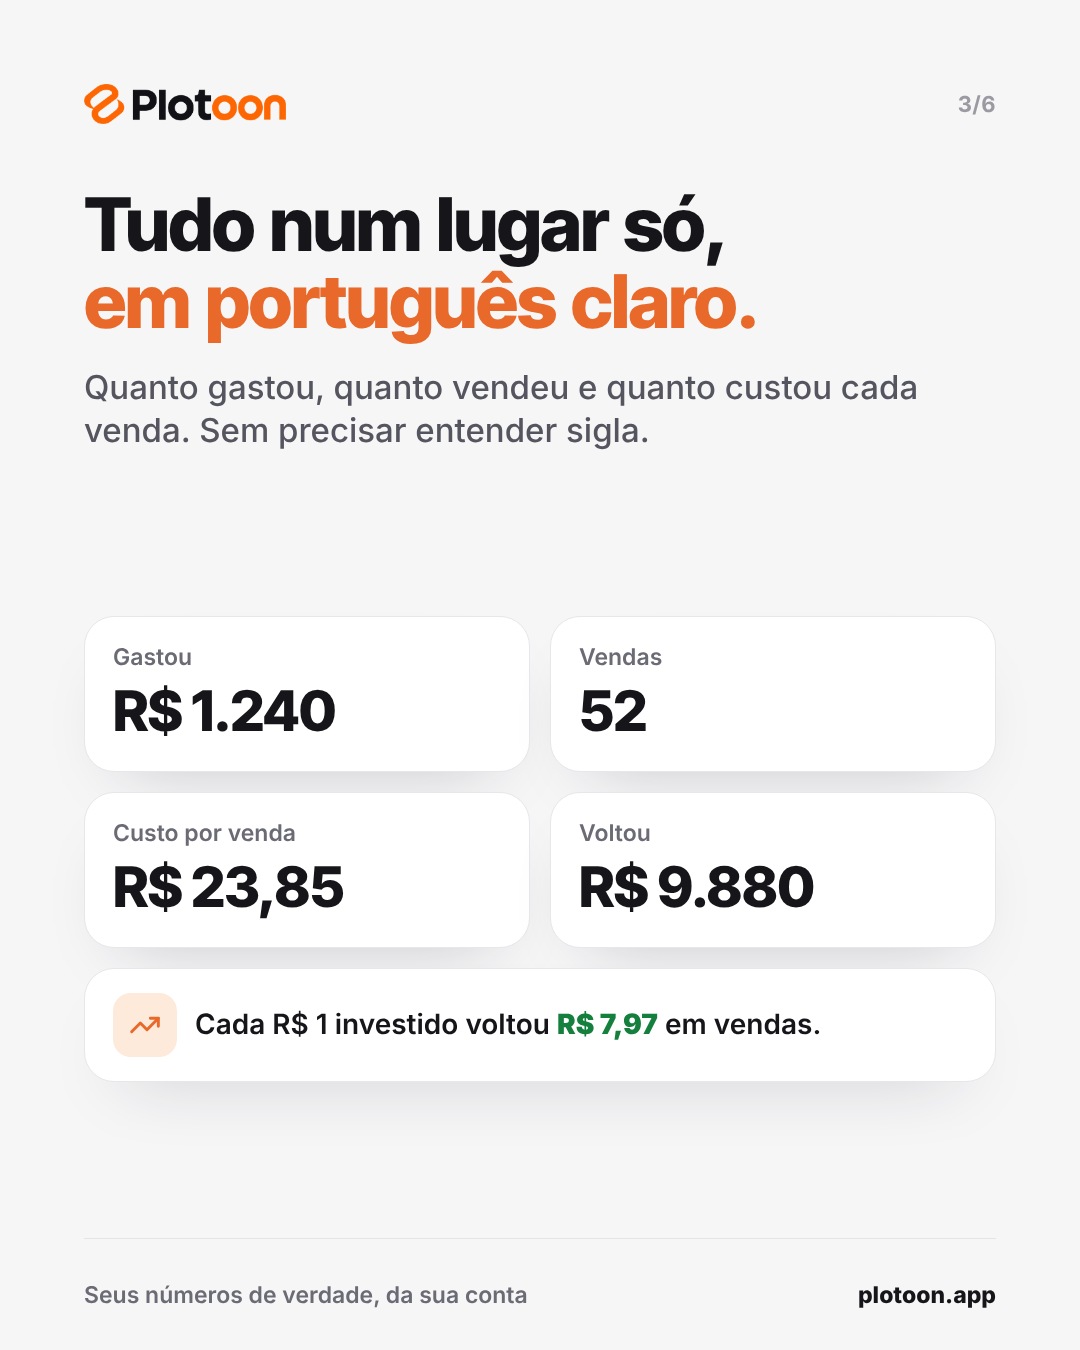 Plotoon
3/6
Tudo num lugar só,
em português claro.
Quanto gastou, quanto vendeu e quanto custou cada
venda. Sem precisar entender sigla.
Gastou
R$ 1.240
Vendas
52
Custo por venda
R$ 23,85
Voltou
R$ 9.880
Cada R$ 1 investido voltou R$ 7,97 em vendas.
Seus números de verdade, da sua conta
plotoon.app